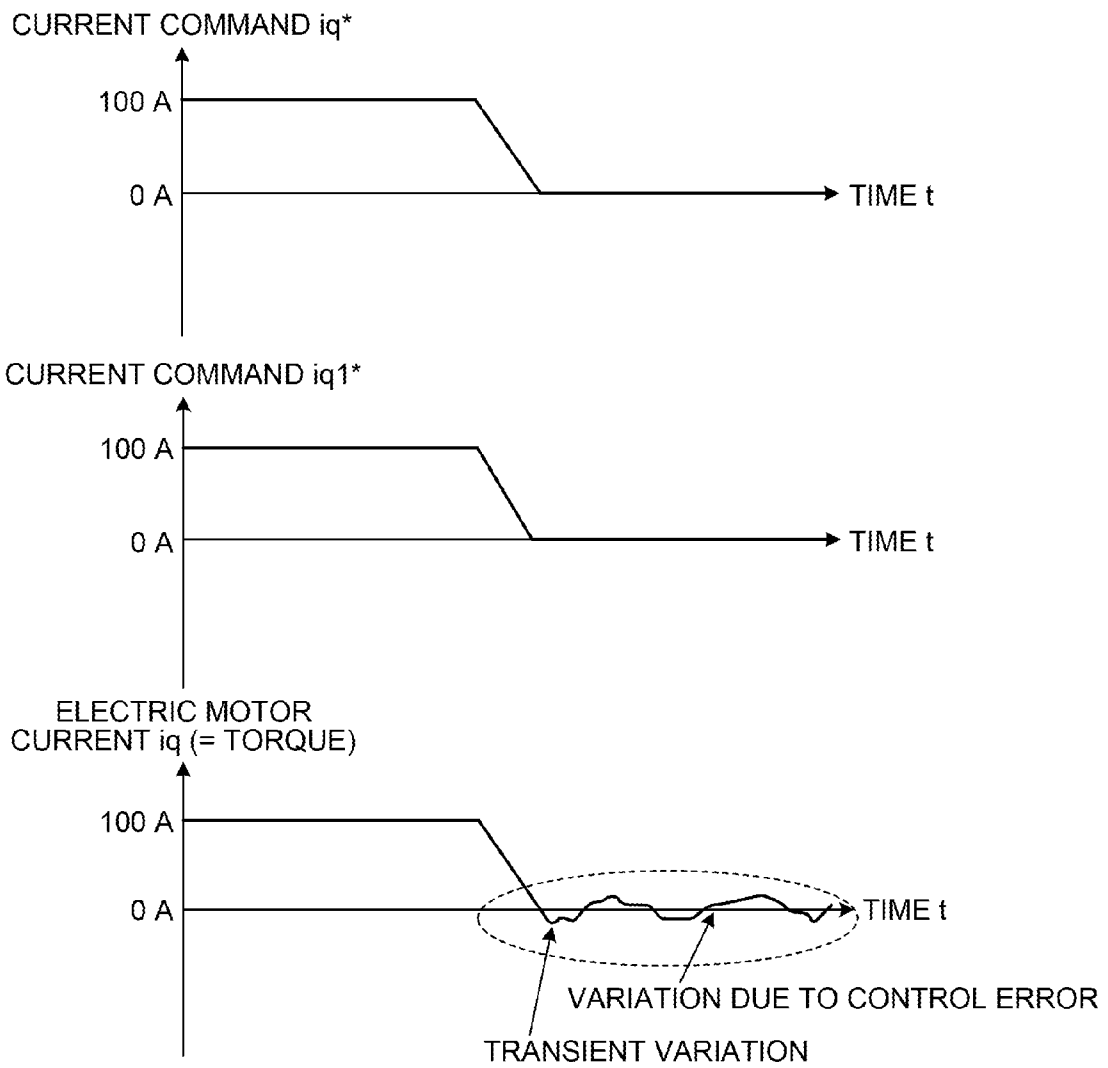 CURRENT COMMAND iq*
100 A
0 A
TIME t
CURRENT COMMAND iq1*
100 A
0 A
TIME t
ELECTRIC MOTOR
CURRENT iq (= TORQUE)
100 A
0 A
TIME t
VARIATION DUE TO CONTROL ERROR
TRANSIENT VARIATION